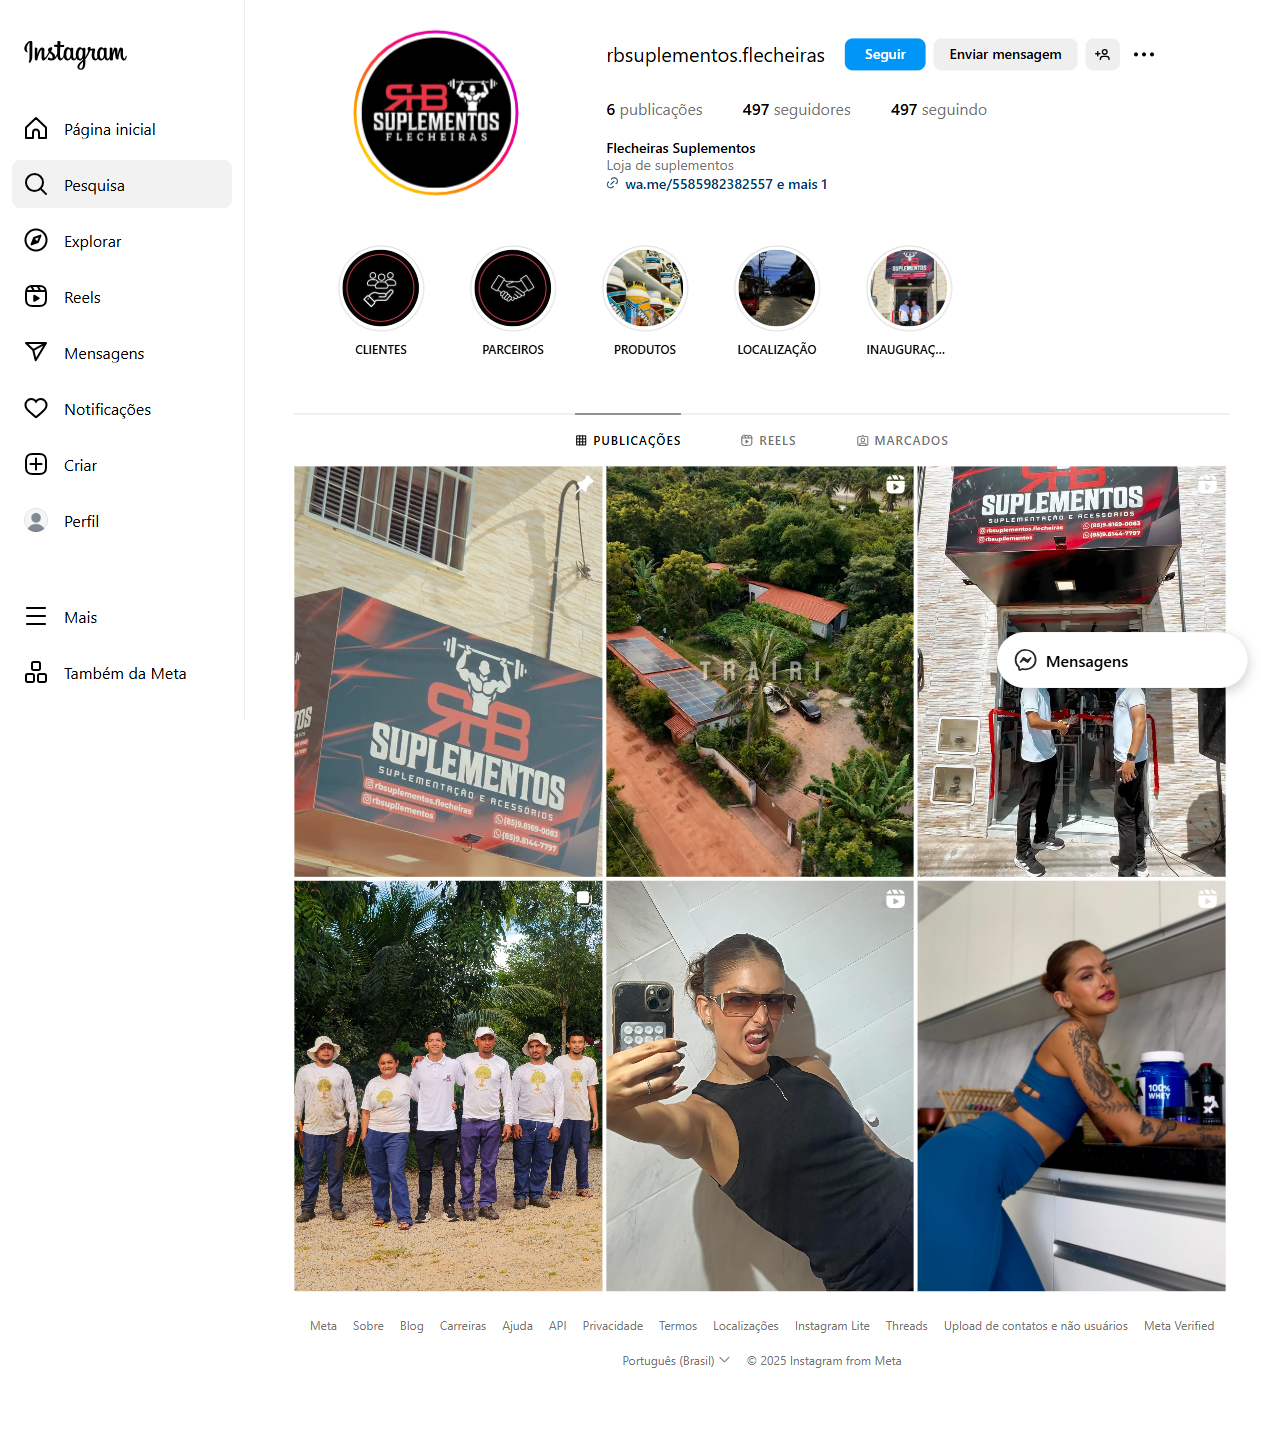 Instagram
Página inicial
Pesquisa
Explorar
Reels
Mensagens
Notificações
Criar
Perfil
Mais
Também da Meta
RB
SUPLEMENTOS
FLECHEIRAS
rbsuplementos.flecheiras
Seguir
Enviar mensagem
6 publicações 497 seguidores 497 seguindo
Flecheiras Suplementos
Loja de suplementos
wa.me/5585982382557 e mais 1
CLIENTES
PARCEIROS
PRODUTOS
LOCALIZAÇÃO
RB
SUPLEMENTOS
INAUGURAÇ...
PUBLICAÇÕES
REELS
MARCADOS
RB
SUPLEMENTOS
SUPLEMENTAÇÃO E ACESSÓRIOS
rbsuplementos.flecheiras
rbsupllementos
(85)9.8169-0083
(85)9.8144-7797
TRAIRI
SUPLEMENTOS
SUPLEMENTAÇÃO E ACESSÓRIOS
rbsuplementos.flecheiras
rbsupllementos
(85)9.8169-0083
(85)9.8144-7797
Mensagens
100%
WHEY
Meta Sobre Blog Carreiras Ajuda API Privacidade Termos Localizações Instagram Lite Threads Upload de contatos e não usuários Meta Verified
Português (Brasil) © 2025 Instagram from Meta